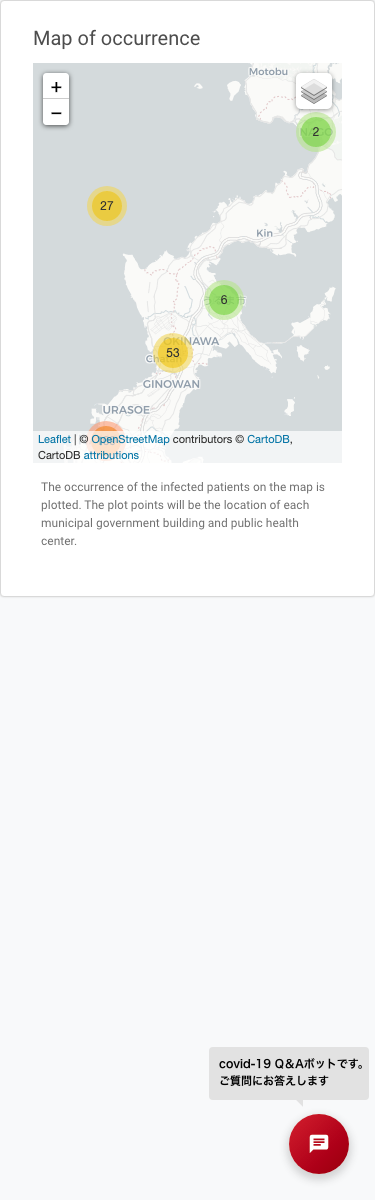 Map of occurrence
Motobu
+
−
2
27
Kin
6
OKINAWA
53
GINOWAN
URASOE
Leaflet | © OpenStreetMap contributors © CartoDB,
CartoDB attributions
The occurrence of the infected patients on the map is
plotted. The plot points will be the location of each
municipal government building and public health
center.
covid-19 Q&Aボットです。
ご質問にお答えします